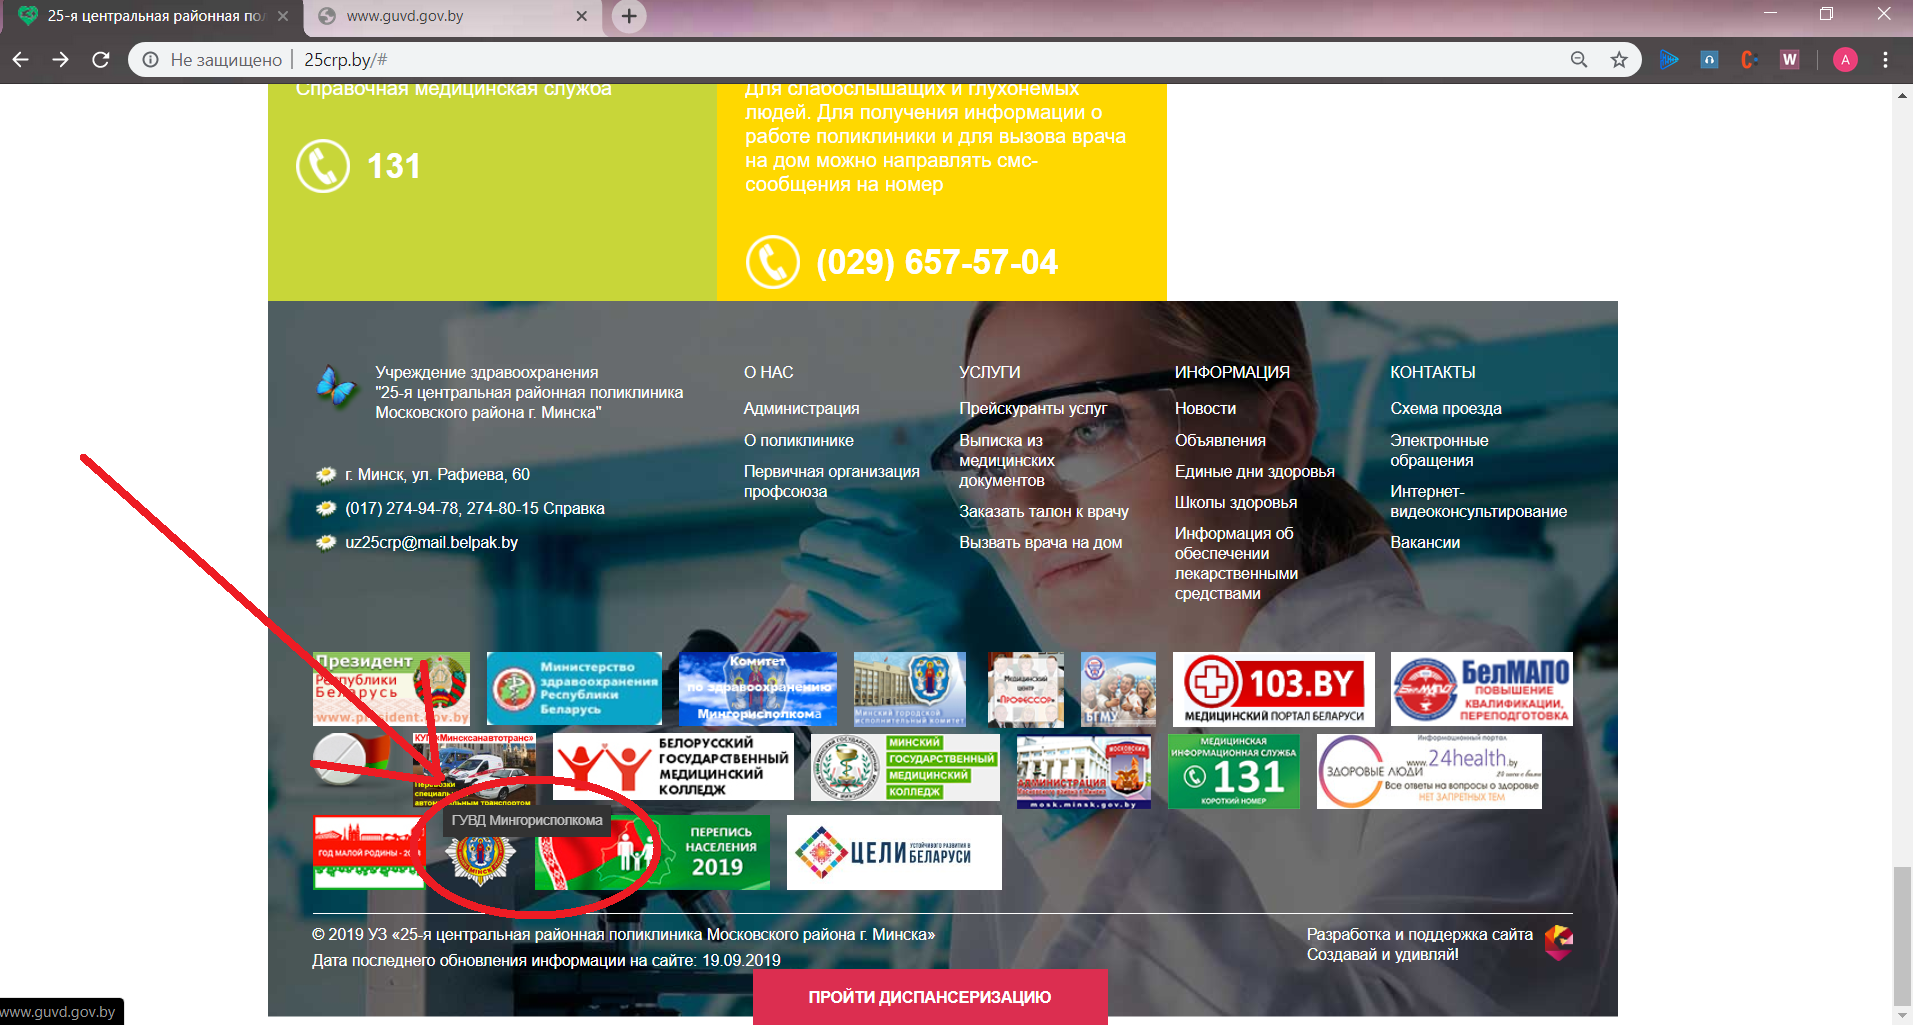 25-я центральная районная пол
www.guvd.gov.by
Не защищено
25crp.by/#
W
A
Справочная медицинская служба
131
Для слабослышащих и глухонемых
людей. Для получения информации о
работе поликлиники и для вызова врача
на дом можно направлять смс-
сообщения на номер
(029) 657-57-04
Учреждение здравоохранения
"25-я центральная районная поликлиника
Московского района г. Минска"
г. Минск, ул. Рафиева, 60
(017) 274-94-78, 274-80-15 Справка
uz25crp@mail.belpak.by
О НАС
Администрация
О поликлинике
Первичная организация
профсоюза
УСЛУГИ
Прейскуранты услуг
Выписка из
медицинских
документов
Заказать талон к врачу
Вызвать врача на дом
ИНФОРМАЦИЯ
Новости
Объявления
Единые дни здоровья
Школы здоровья
Информация об
обеспечении
лекарственными
средствами
КОНТАКТЫ
Схема проезда
Электронные
обращения
Интернет-
видеоконсультирование
Вакансии
Президент
Республики
Беларусь
www.president.gov.by
Министерство
здравоохранения
Республики
Беларусь
Комитет
по здравоохранению
Мингорисполкома
Минский городской
исполнительный комитет
Медицинский
центр
«ПРОФЕССОР»
БГМУ
103.BY
МЕДИЦИНСКИЙ ПОРТАЛ БЕЛАРУСИ
БелМАПО
БелМАПО
ПОВЫШЕНИЕ
КВАЛИФИКАЦИИ,
ПЕРЕПОДГОТОВКА
КУП «Минсксанавтотранс»
Перевозки
специаль
автомобильным транспортом
БЕЛОРУССКИЙ
ГОСУДАРСТВЕННЫЙ
МЕДИЦИНСКИЙ
КОЛЛЕДЖ
МИНСКИЙ
ГОСУДАРСТВЕННЫЙ
МЕДИЦИНСКИЙ
КОЛЛЕДЖ
МОСКОВСКИЙ
АДМИНИСТРАЦИЯ
mosk.minsk.gov.by
МЕДИЦИНСКАЯ
ИНФОРМАЦИОННАЯ СЛУЖБА
131
КОРОТКИЙ НОМЕР
Информационный портал
www.24health.by
ЗДОРОВЫЕ ЛЮДИ
24 часа с вами
Все ответы на вопросы о здоровье
НЕТ ЗАПРЕТНЫХ ТЕМ
ГОД МАЛОЙ РОДИНЫ - 20
ГУВД Мингорисполкома
МИНСК
ПЕРЕПИСЬ
НАСЕЛЕНИЯ
2019
ЦЕЛИ
УСТОЙЧИВОГО РАЗВИТИЯ В
БЕЛАРУСИ
© 2019 УЗ «25-я центральная районная поликлиника Московского района г. Минска»
Дата последнего обновления информации на сайте: 19.09.2019
Разработка и поддержка сайта
Создавай и удивляй!
ПРОЙТИ ДИСПАНСЕРИЗАЦИЮ
www.guvd.gov.by